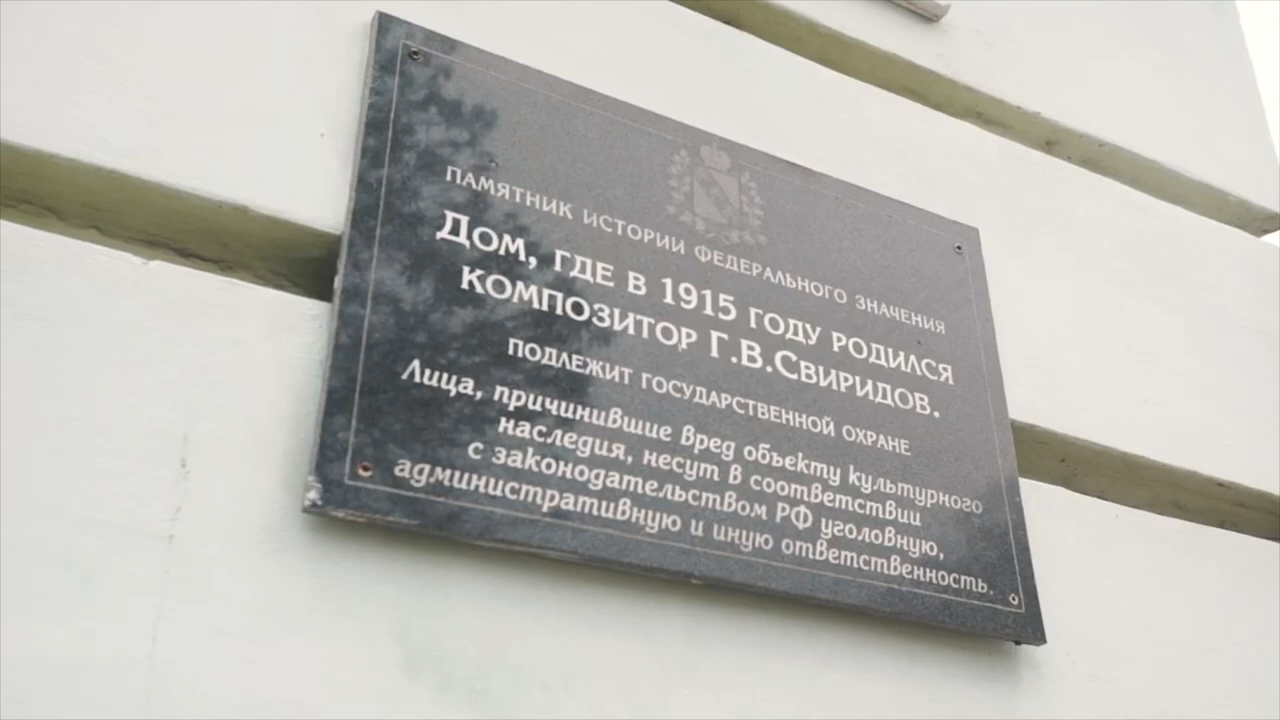 ПАМЯТНИК ИСТОРИИ ФЕДЕРАЛЬНОГО ЗНАЧЕНИЯ
Дом, где в 1915 году родился
композитор Г.В.Свиридов.
ПОДЛЕЖИТ ГОСУДАРСТВЕННОЙ ОХРАНЕ
Лица, причинившие вред объекту культурного
наследия, несут в соответствии
с законодательством РФ уголовную,
административную и иную ответственность.